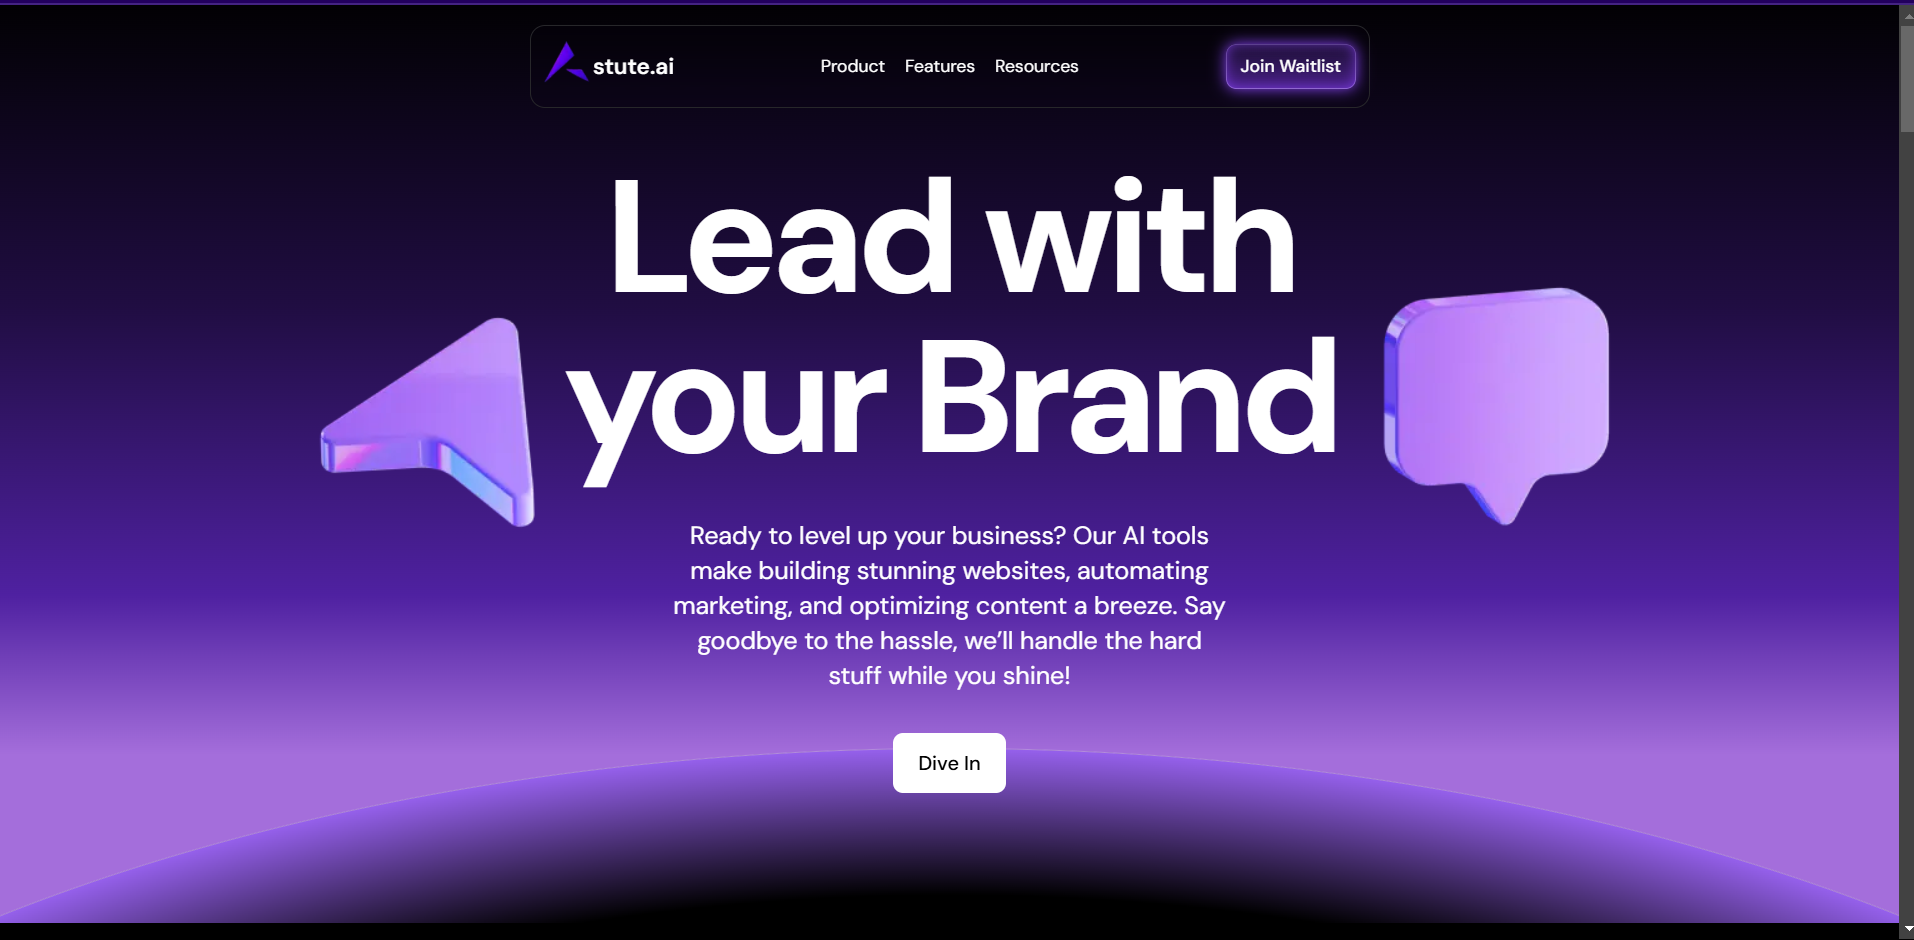 stute.ai
Product Features Resources
Join Waitlist
Lead with
your Brand
Ready to level up your business? Our AI tools
make building stunning websites, automating
marketing, and optimizing content a breeze. Say
goodbye to the hassle, we’ll handle the hard
stuff while you shine!
Dive In